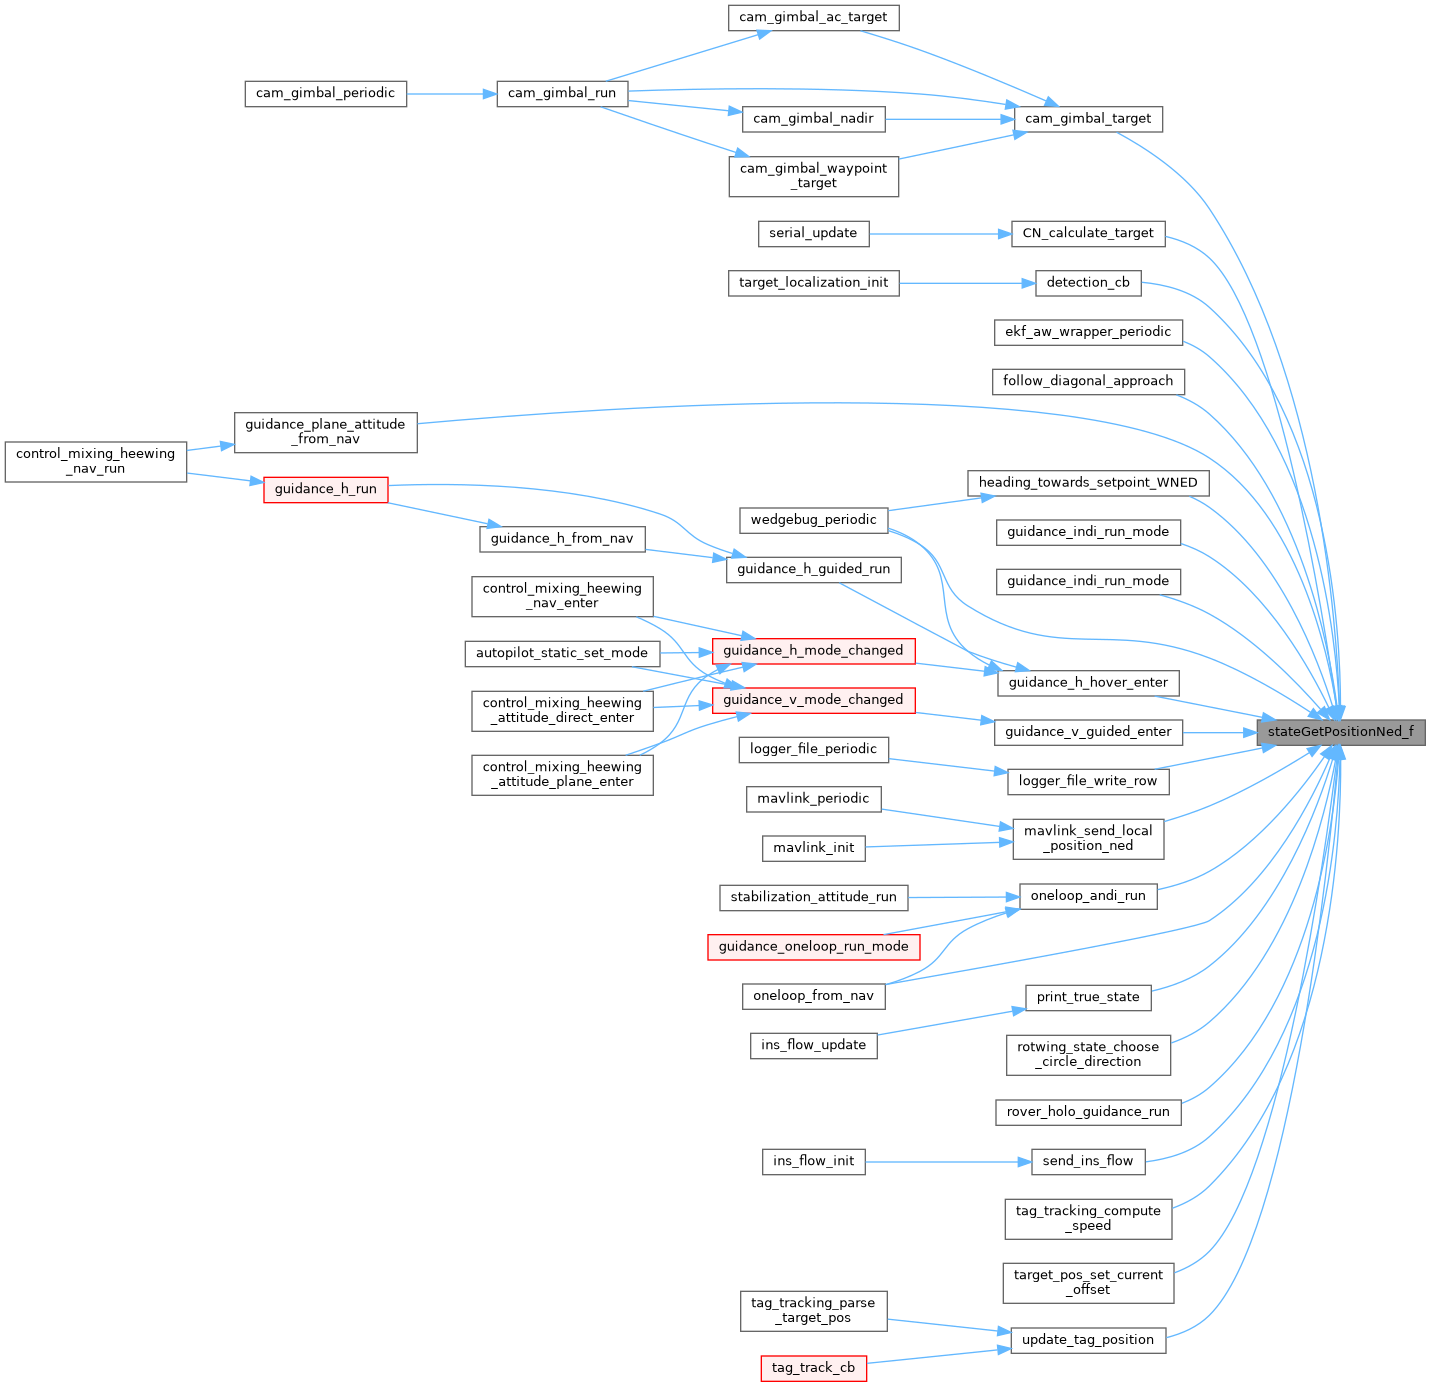 cam_gimbal_ac_target
cam_gimbal_periodic
cam_gimbal_run
cam_gimbal_nadir
cam_gimbal_target
cam_gimbal_waypoint
_target
serial_update
CN_calculate_target
target_localization_init
detection_cb
ekf_aw_wrapper_periodic
follow_diagonal_approach
guidance_plane_attitude
_from_nav
control_mixing_heewing
_nav_run
guidance_h_run
heading_towards_setpoint_WNED
wedgebug_periodic
guidance_indi_run_mode
guidance_h_from_nav
guidance_h_guided_run
guidance_indi_run_mode
control_mixing_heewing
_nav_enter
autopilot_static_set_mode
guidance_h_mode_changed
guidance_h_hover_enter
control_mixing_heewing
_attitude_direct_enter
guidance_v_mode_changed
guidance_v_guided_enter
stateGetPositionNed_f
control_mixing_heewing
_attitude_plane_enter
logger_file_periodic
logger_file_write_row
mavlink_periodic
mavlink_send_local
_position_ned
mavlink_init
stabilization_attitude_run
oneloop_andi_run
guidance_oneloop_run_mode
oneloop_from_nav
print_true_state
ins_flow_update
rotwing_state_choose
_circle_direction
rover_holo_guidance_run
ins_flow_init
send_ins_flow
tag_tracking_compute
_speed
target_pos_set_current
_offset
tag_tracking_parse
_target_pos
update_tag_position
tag_track_cb